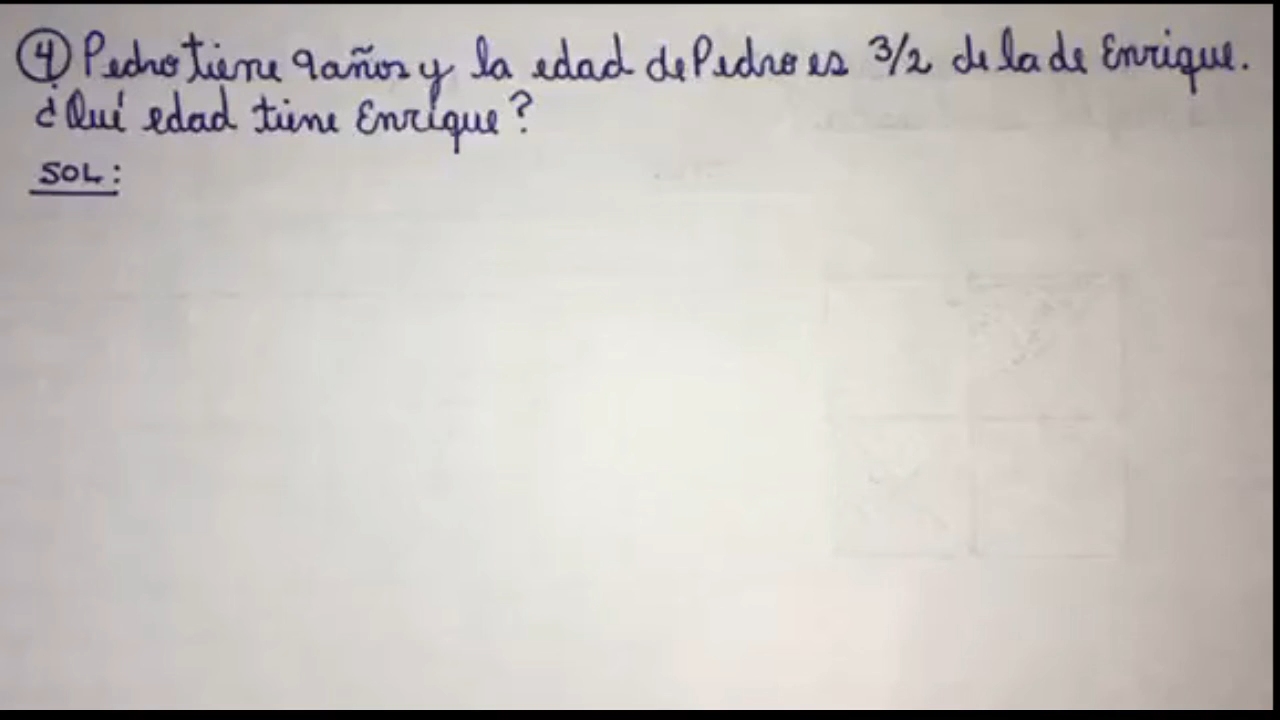 4 Pedro tiene 9 años y la edad de Pedro es 3/2 de la de Enrique.
¿Qué edad tiene Enrique?
SOL: